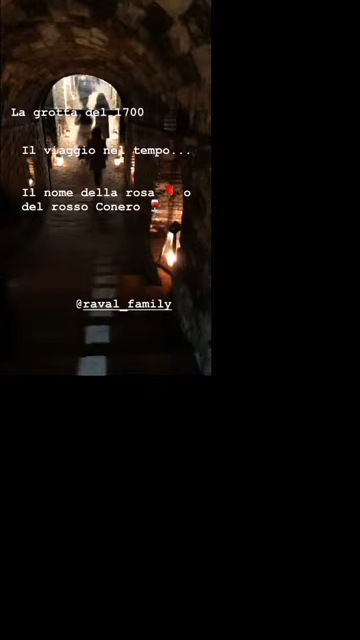 La grotta del 1700
Il viaggio nel tempo...
Il nome della rosa 🌹 o
del rosso Conero 🍷
@raval_family